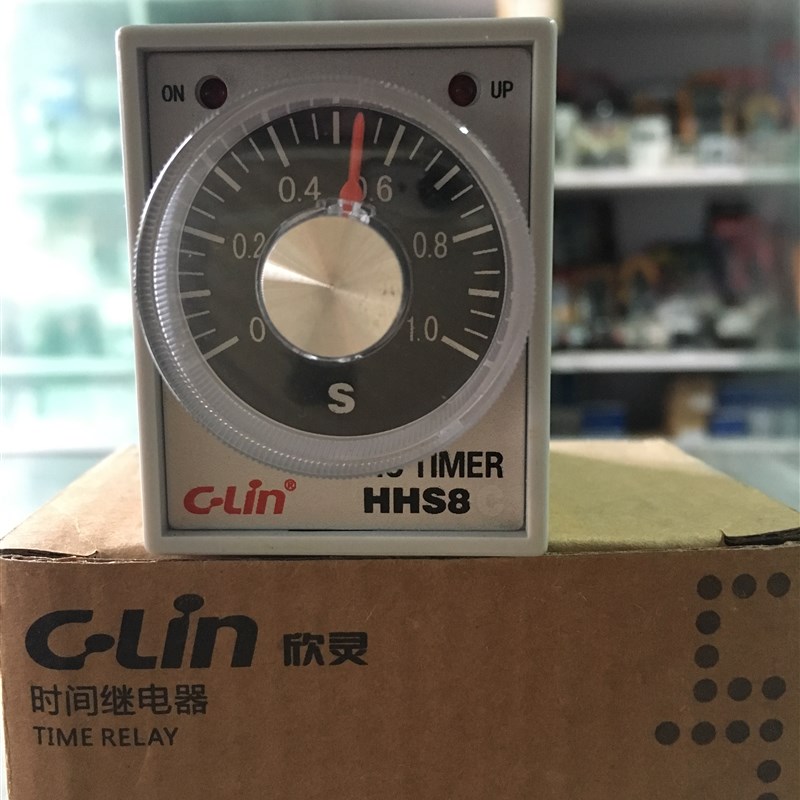 ON UP
0.4 0.6
0.2 0.8
0 1.0
S
TIMER
C-Lin® HHS8
C-Lin 欣灵
时间继电器
TIME RELAY